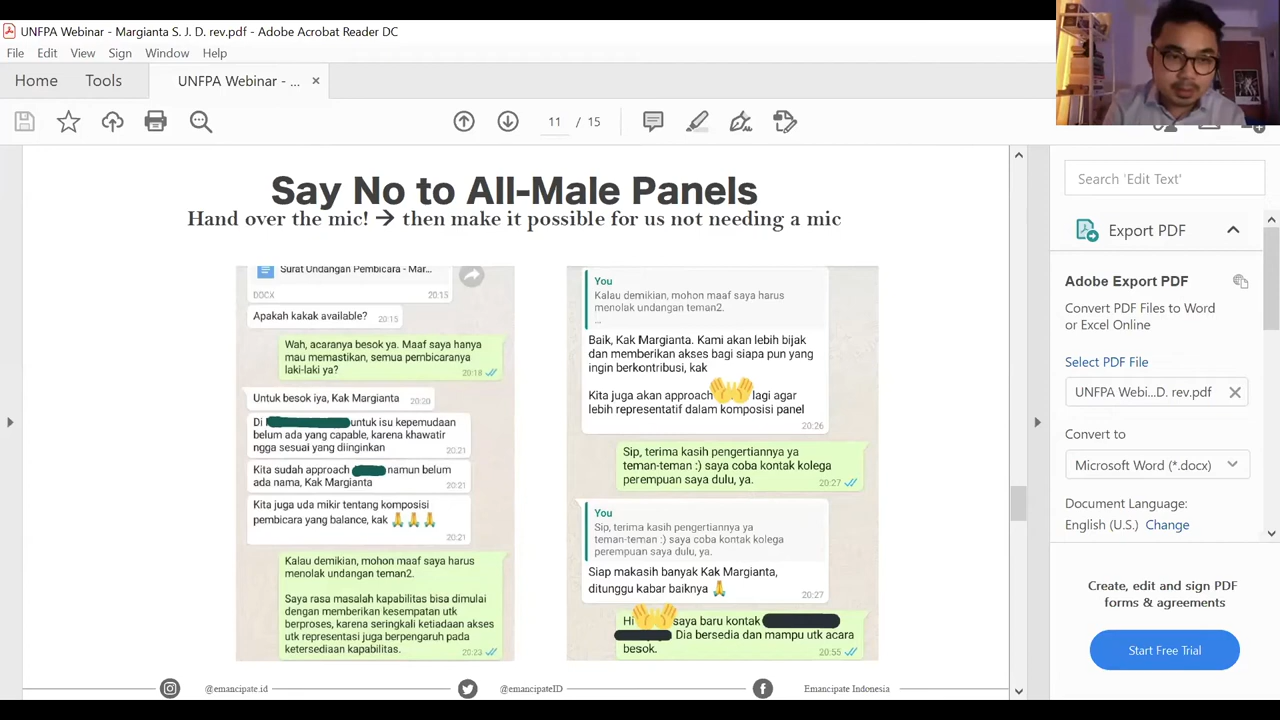 UNFPA Webinar - Margianta S. J. D. rev.pdf - Adobe Acrobat Reader DC
File Edit View Sign Window Help
Home Tools UNFPA Webinar - ... ×
11 / 15
Say No to All-Male Panels
Hand over the mic! → then make it possible for us not needing a mic
Surat Undangan Pembicara - Mar...
DOCX 20:15
Apakah kakak available? 20:15
Wah, acaranya besok ya. Maaf saya hanya
mau memastikan, semua pembicaranya
laki-laki ya?
20:18
Untuk besok iya, Kak Margianta 20:20
Di untuk isu kepemudaan
belum ada yang capable, karena khawatir
ngga sesuai yang diinginkan 20:21
Kita sudah approach namun belum
ada nama, Kak Margianta 20:21
Kita juga uda mikir tentang komposisi
pembicara yang balance, kak 🙏🙏🙏
20:21
Kalau demikian, mohon maaf saya harus
menolak undangan teman2.
Saya rasa masalah kapabilitas bisa dimulai
dengan memberikan kesempatan utk
berproses, karena seringkali ketiadaan akses
utk representasi juga berpengaruh pada
ketersediaan kapabilitas. 20:23
You
Kalau demikian, mohon maaf saya harus
menolak undangan teman2.
...
Baik, Kak Margianta. Kami akan lebih bijak
dan memberikan akses bagi siapa pun yang
ingin berkontribusi, kak
Kita juga akan approach lagi agar
lebih representatif dalam komposisi panel
20:26
Sip, terima kasih pengertiannya ya
teman-teman :) saya coba kontak kolega
perempuan saya dulu, ya. 20:27
You
Sip, terima kasih pengertiannya ya
teman-teman :) saya coba kontak kolega
perempuan saya dulu, ya.
Siap makasih banyak Kak Margianta,
ditunggu kabar baiknya 🙏 20:27
Hi saya baru kontak
Dia bersedia dan mampu utk acara
besok. 20:55
@emancipate.id @emancipateID Emancipate Indonesia
Search 'Edit Text'
Export PDF
Adobe Export PDF
Convert PDF Files to Word
or Excel Online
Select PDF File
UNFPA Webi...D. rev.pdf ×
Convert to
Microsoft Word (*.docx)
Document Language:
English (U.S.) Change
Create, edit and sign PDF
forms & agreements
Start Free Trial